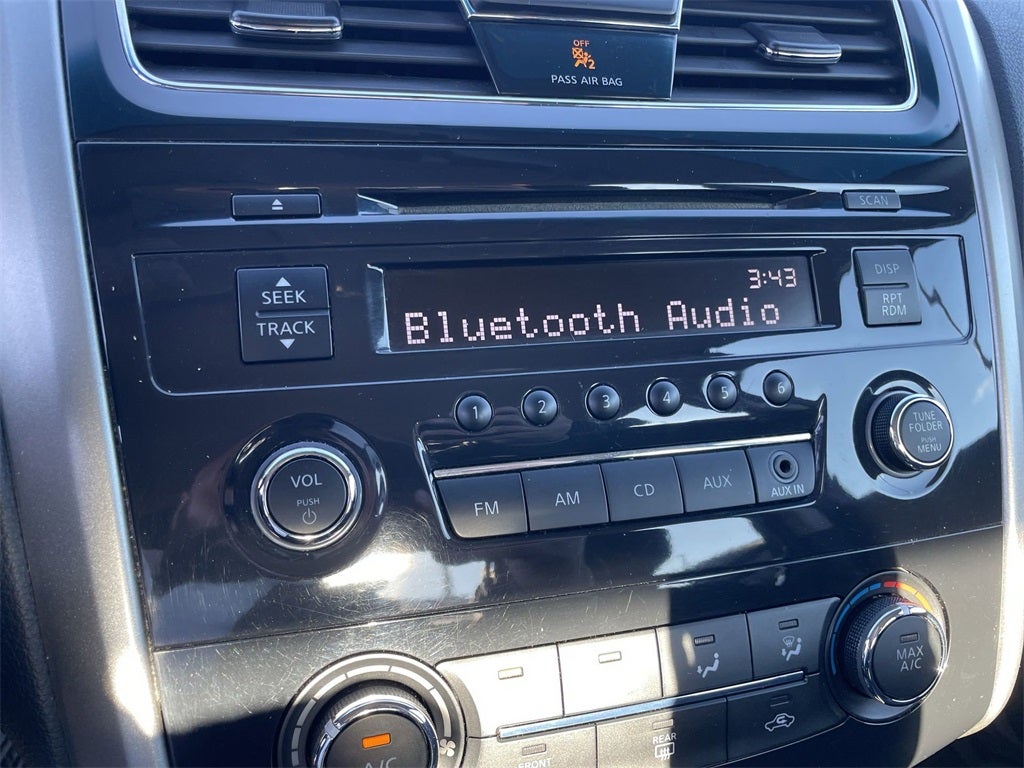 OFF
2
PASS AIR BAG
SCAN
SEEK
TRACK
3:43
Bluetooth Audio
DISP
RPT
RDM
1 2 3 4 5 6
VOL
PUSH
TUNE
FOLDER
PUSH
MENU
FM AM CD AUX AUX IN
MAX
A/C
A/C
FRONT
REAR